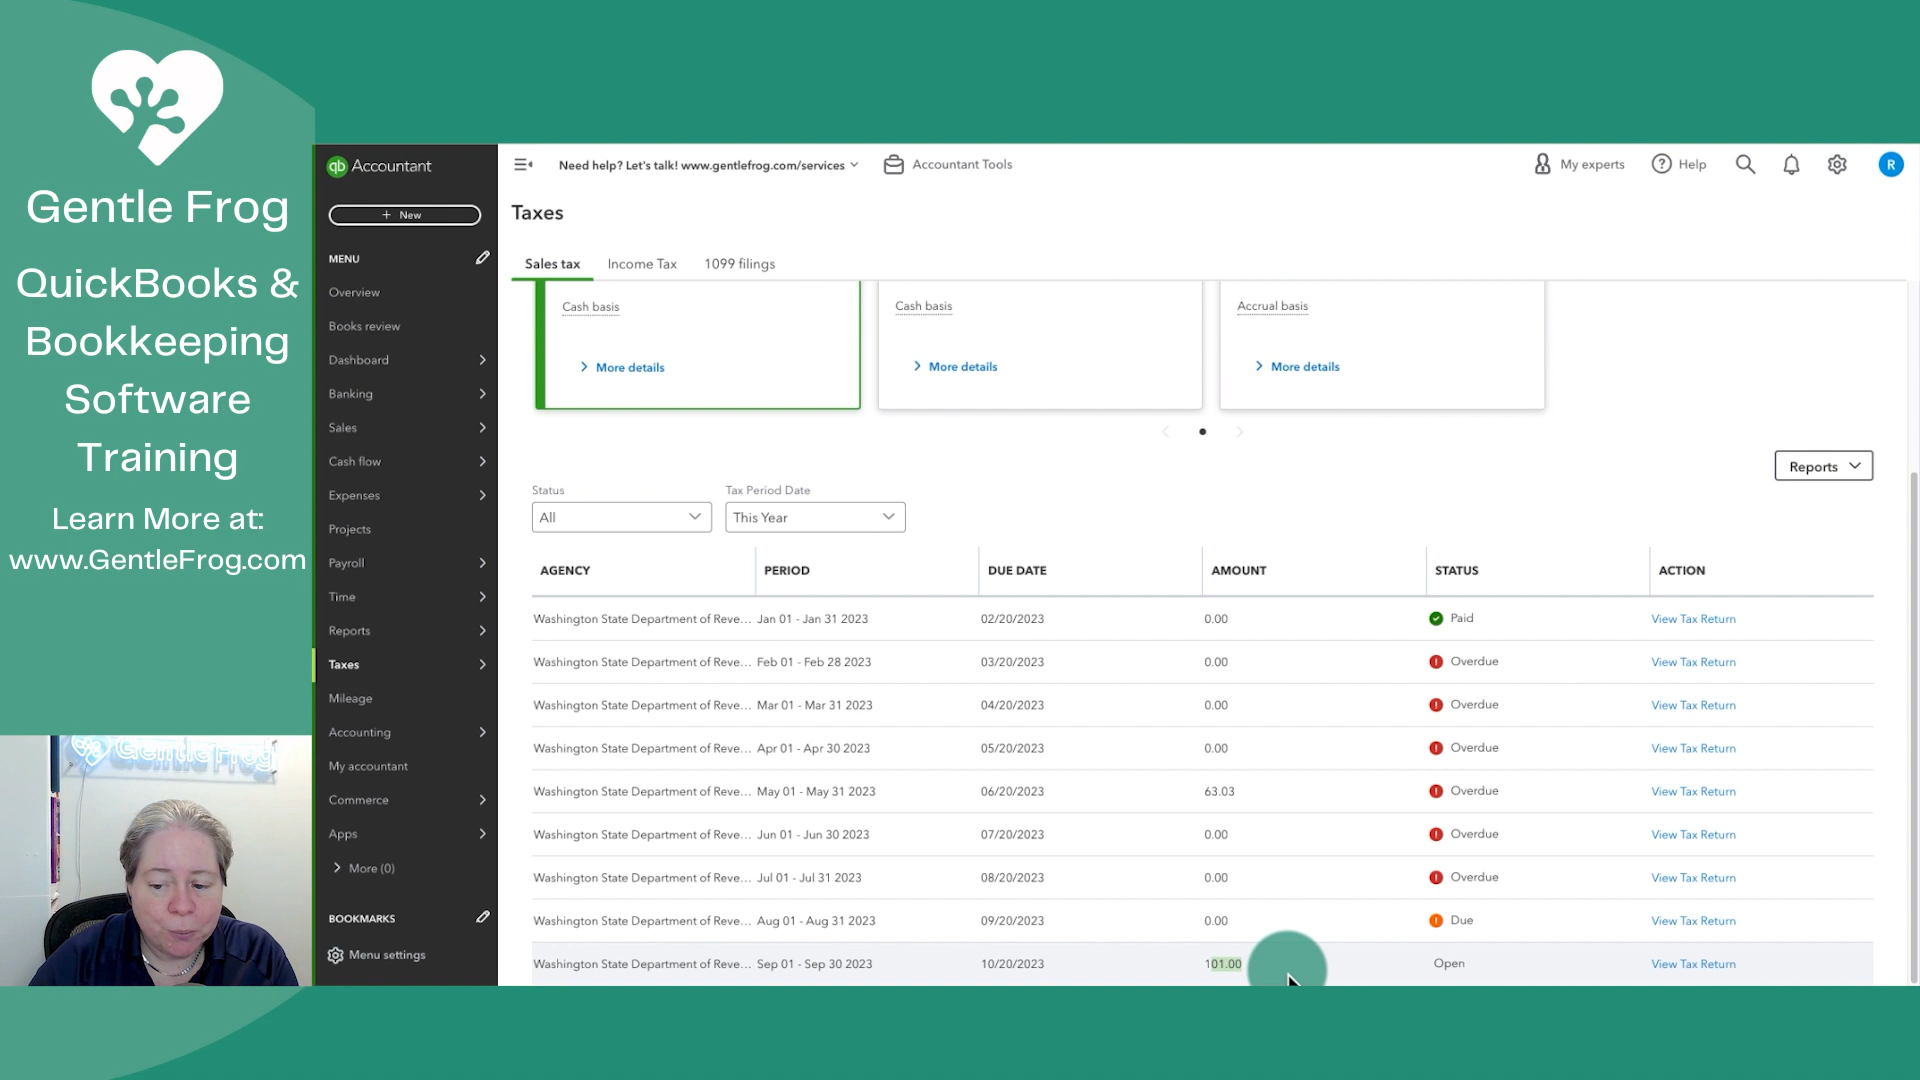 Gentle Frog
QuickBooks &
Bookkeeping
Software
Training
Learn More at:
www.GentleFrog.com
Gentle Frog
qb Accountant
+ New
MENU
Overview
Books review
Dashboard
Banking
Sales
Cash flow
Expenses
Projects
Payroll
Time
Reports
Taxes
Mileage
Accounting
My accountant
Commerce
Apps
More (0)
BOOKMARKS
Menu settings
Need help? Let's talk! www.gentlefrog.com/services
Accountant Tools
My experts
Help
R
Taxes
Sales tax Income Tax 1099 filings
Cash basis Cash basis Accrual basis
More details More details More details
Reports
Status Tax Period Date
All This Year
AGENCY PERIOD DUE DATE AMOUNT STATUS ACTION
Washington State Department of Reve... Jan 01 - Jan 31 2023 02/20/2023 0.00 Paid View Tax Return
Washington State Department of Reve... Feb 01 - Feb 28 2023 03/20/2023 0.00 Overdue View Tax Return
Washington State Department of Reve... Mar 01 - Mar 31 2023 04/20/2023 0.00 Overdue View Tax Return
Washington State Department of Reve... Apr 01 - Apr 30 2023 05/20/2023 0.00 Overdue View Tax Return
Washington State Department of Reve... May 01 - May 31 2023 06/20/2023 63.03 Overdue View Tax Return
Washington State Department of Reve... Jun 01 - Jun 30 2023 07/20/2023 0.00 Overdue View Tax Return
Washington State Department of Reve... Jul 01 - Jul 31 2023 08/20/2023 0.00 Overdue View Tax Return
Washington State Department of Reve... Aug 01 - Aug 31 2023 09/20/2023 0.00 Due View Tax Return
Washington State Department of Reve... Sep 01 - Sep 30 2023 10/20/2023 101.00 Open View Tax Return